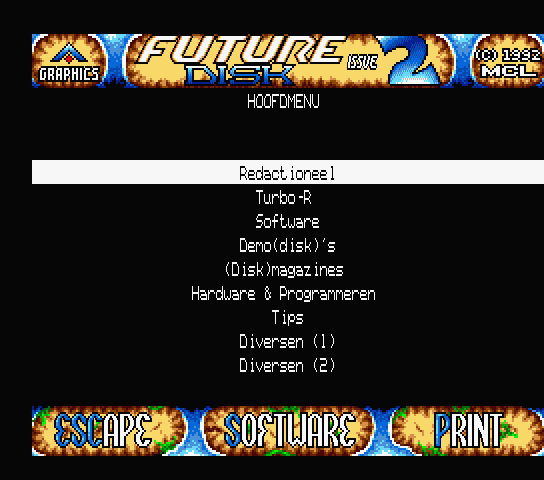 GRAPHICS
FUTURE DISK ISSUE 2
(C) 1992 MCL
HOOFDMENU
Redactioneel
Turbo-R
Software
Demo(disk)'s
(Disk)magazines
Hardware & Programmeren
Tips
Diversen (1)
Diversen (2)
ESCAPE SOFTWARE PRINT